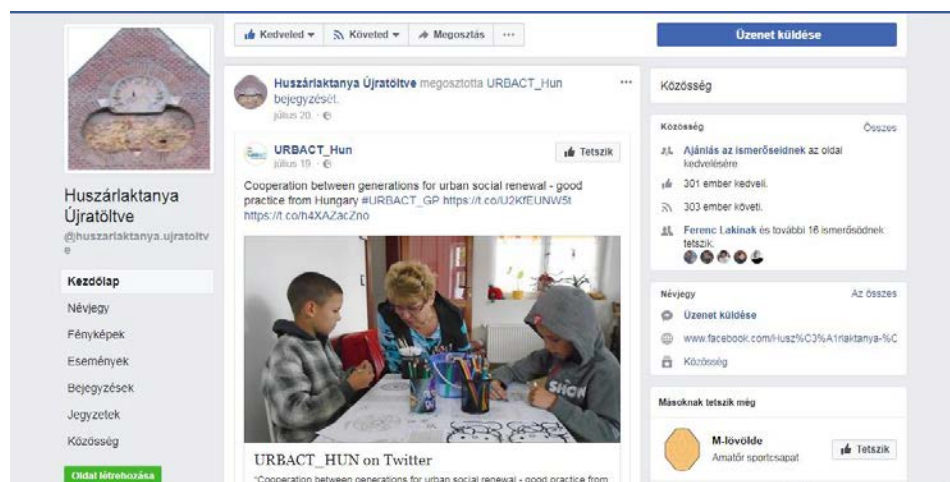 Kedveled
Követed
Megosztás
Üzenet küldése
Huszárlaktanya
Újratöltve
@huszarlaktanya.ujratoltv
e
Kezdőlap
Névjegy
Fényképek
Események
Bejegyzések
Jegyzetek
Közösség
Oldal létrehozása
Huszárlaktanya Újratöltve megosztotta URBACT_Hun
bejegyzését.
július 20.
URBACT_Hun
július 19.
Tetszik
Cooperation between generations for urban social renewal - good
practice from Hungary #URBACT_GP https://t.co/U2KfEUNW5t
https://t.co/h4XAZacZno
URBACT_HUN on Twitter
"Cooperation between generations for urban social renewal - good practice from
Közösség
Közösség Összes
Ajánlás az ismerőseidnek az oldal
kedvelésére
301 ember kedveli.
303 ember követi.
Ferenc Lakinak és további 16 ismerősödnek
tetszik.
Névjegy Az összes
Üzenet küldése
www.facebook.com/Husz%C3%A1rlaktanya-%C
Közösség
Másoknak tetszik még
M-lövölde
Amatőr sportcsapat
Tetszik